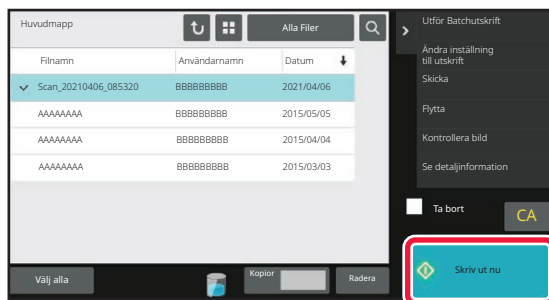 Huvudmapp
Alla Filer
Filnamn Användarnamn Datum
Scan_20210406_085320 BBBBBBBBB 2021/04/06
AAAAAAAA BBBBBBBBB 2015/05/05
AAAAAAAA BBBBBBBBB 2015/04/04
AAAAAAAA BBBBBBBBB 2015/03/03
Välj alla
Kopior
Radera
Utför Batchutskrift
Ändra inställning
till utskrift
Skicka
Flytta
Kontrollera bild
Se detaljinformation
Ta bort
CA
Skriv ut nu